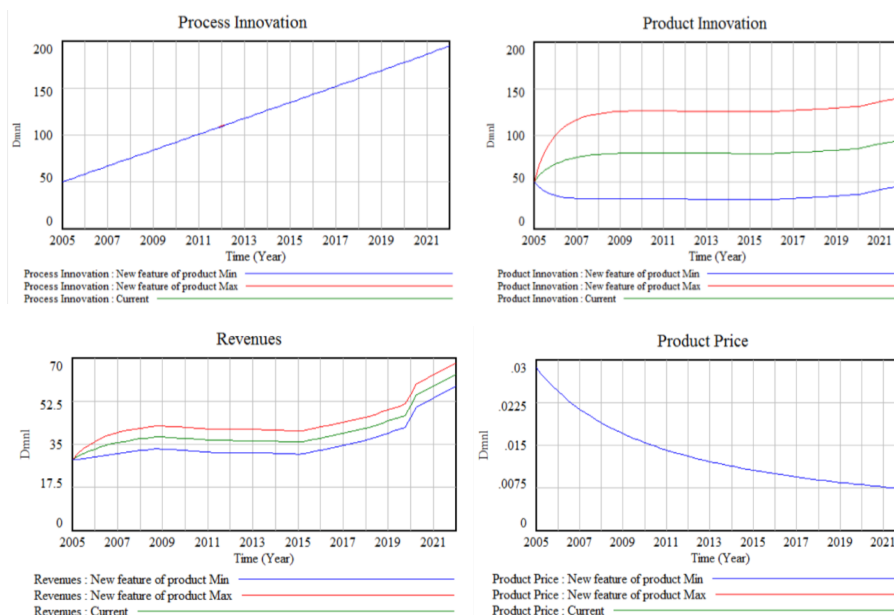 Process Innovation
200
150
100
50
0
Dmnl
2005 2007 2009 2011 2013 2015 2017 2019 2021
Time (Year)
Process Innovation : New feature of product Min
Process Innovation : New feature of product Max
Process Innovation : Current
Product Innovation
200
150
100
50
0
Dmnl
2005 2007 2009 2011 2013 2015 2017 2019 2021
Time (Year)
Product Innovation : New feature of product Min
Product Innovation : New feature of product Max
Product Innovation : Current
Revenues
70
52.5
35
17.5
0
Dmnl
2005 2007 2009 2011 2013 2015 2017 2019 2021
Time (Year)
Revenues : New feature of product Min
Revenues : New feature of product Max
Revenues : Current
Product Price
.03
.0225
.015
.0075
0
Dmnl
2005 2007 2009 2011 2013 2015 2017 2019 2021
Time (Year)
Product Price : New feature of product Min
Product Price : New feature of product Max
Product Price : Current